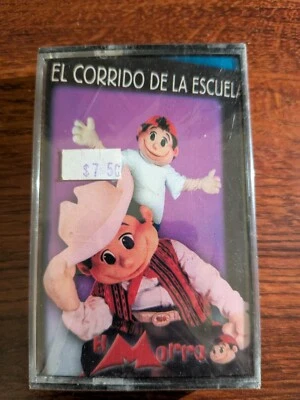 EL CORRIDO DE LA ESCUELA
$7.50
El Morro